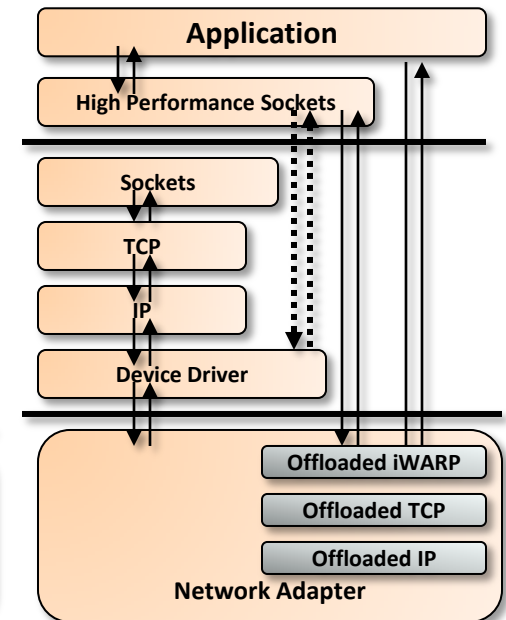 Application
High Performance Sockets
Sockets
TCP
IP
Device Driver
Offloaded iWARP
Offloaded TCP
Offloaded IP
Network Adapter